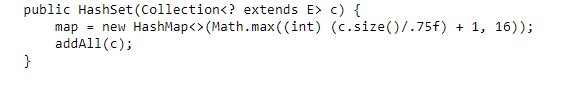 public HashSet(Collection<? extends E> c) {
    map = new HashMap<>(Math.max((int) (c.size()/.75f) + 1, 16));
    addAll(c);
}